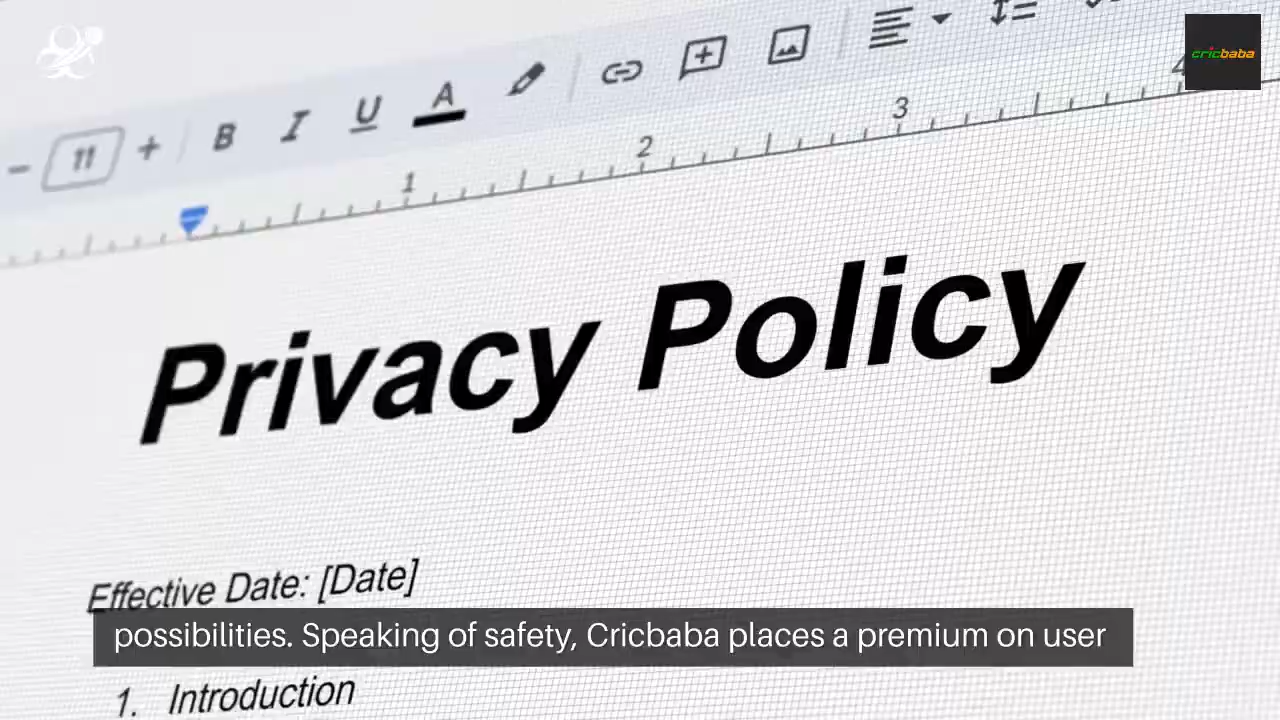 cricbaba
11
B I U A
1 2 3 4
Privacy Policy
Effective Date: [Date]
possibilities. Speaking of safety, Cricbaba places a premium on user
1. Introduction